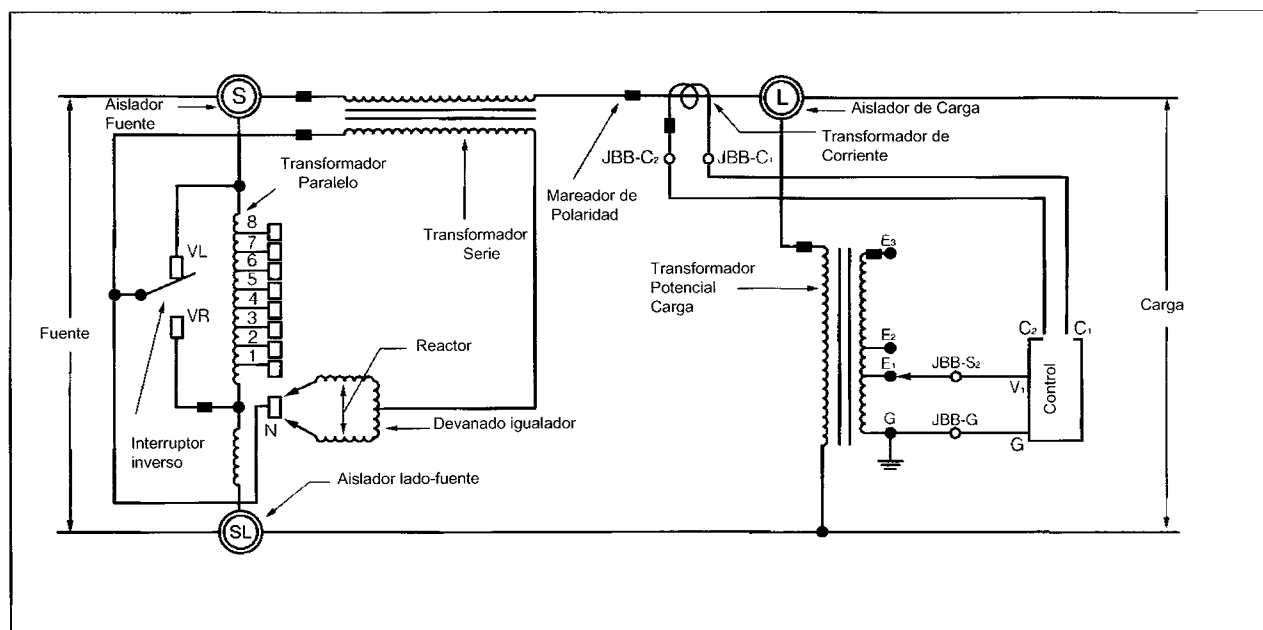 S
Aislador
Fuente
L
Aislador de Carga
Transformador de
Corriente
JBB-C2
JBB-C1
Transformador
Paralelo
Mareador de
Polaridad
Transformador
Serie
8
7
6
5
4
3
2
1
VL
VR
Fuente
Transformador
Potencial
Carga
E3
E2
E1
JBB-S2
V1
G
JBB-G
G
C2
C1
Control
Carga
Reactor
N
Devanado igualador
Interruptor
inverso
Aislador lado-fuente
SL